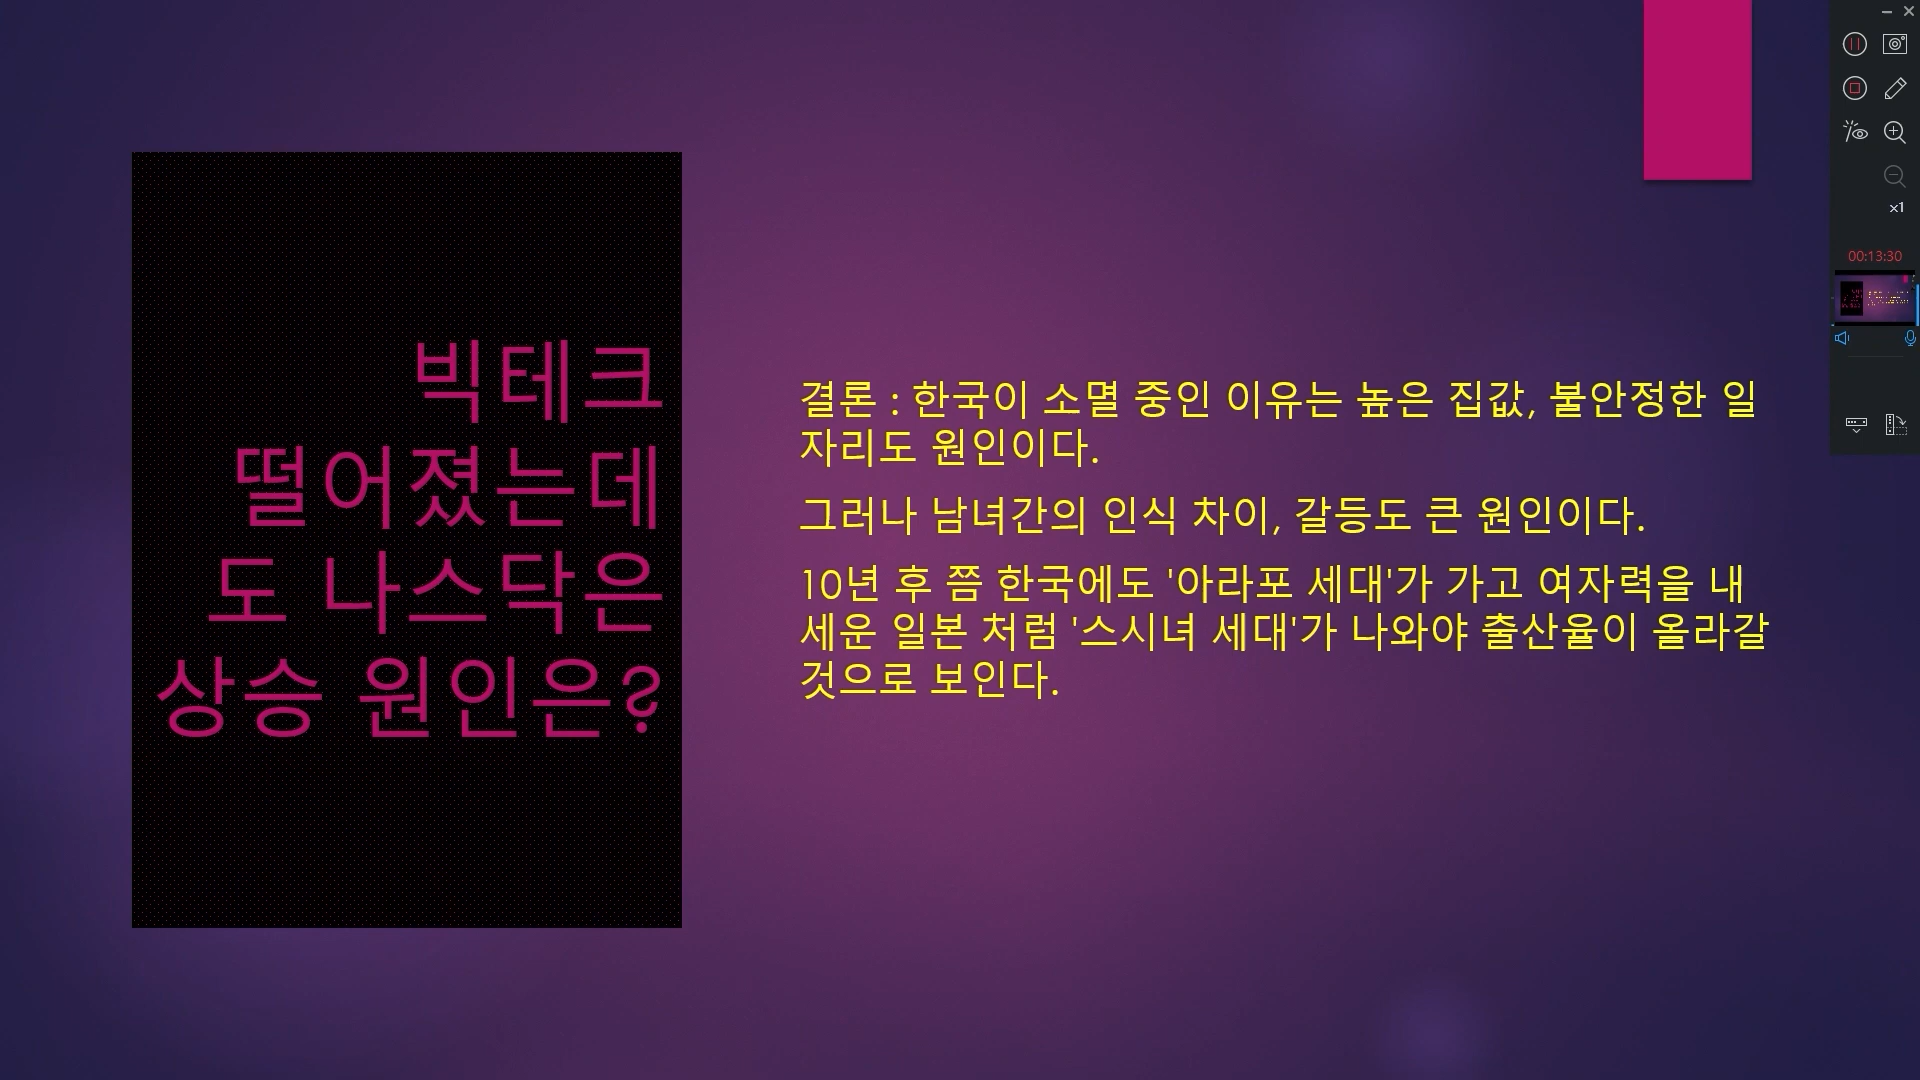 빅테크
떨어졌는데
도 나스닥은
상승 원인은?
결론 : 한국이 소멸 중인 이유는 높은 집값, 불안정한 일
자리도 원인이다.
그러나 남녀간의 인식 차이, 갈등도 큰 원인이다.
10년 후 쯤 한국에도 '아라포 세대'가 가고 여자력을 내
세운 일본 처럼 '스시녀 세대'가 나와야 출산율이 올라갈
것으로 보인다.
x1
00:13:30